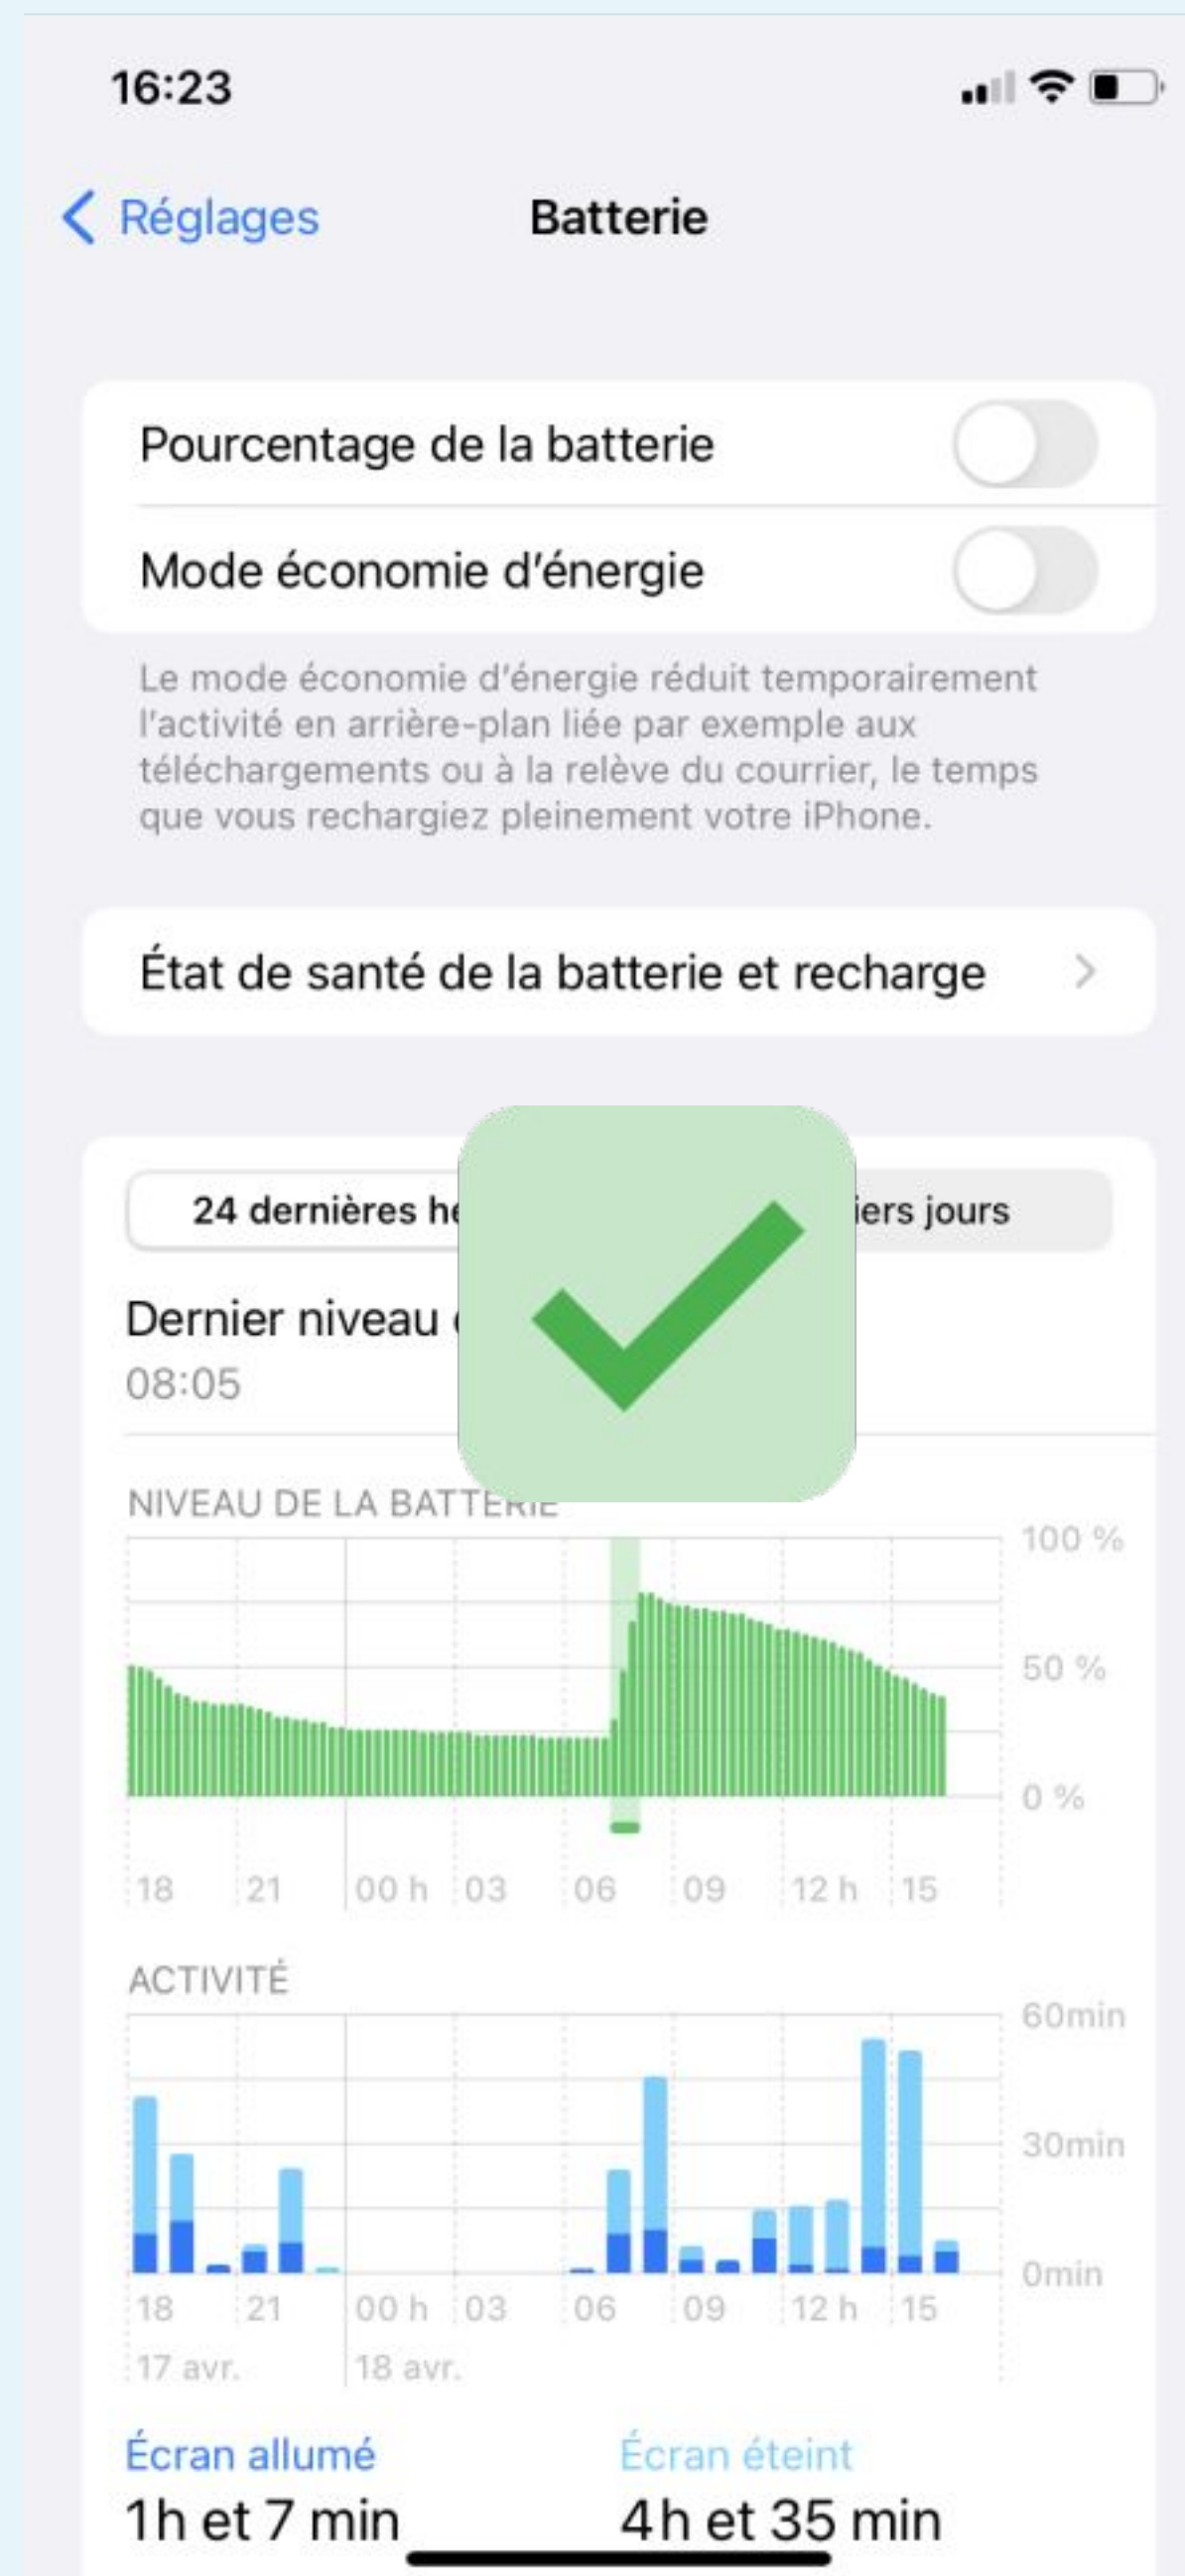 16:23
Réglages
Batterie
Pourcentage de la batterie
Mode économie d'énergie
Le mode économie d'énergie réduit temporairement
l'activité en arrière-plan liée par exemple aux
téléchargements ou à la relève du courrier, le temps
que vous rechargiez pleinement votre iPhone.
État de santé de la batterie et recharge
24 dernières
jours
Dernier niveau
08:05
NIVEAU DE LA BATTERIE
100 %
50 %
0 %
18 21 00 h 03 06 09 12 h 15
ACTIVITÉ
60min
30min
0min
18 21 00 h 03 06 09 12 h 15
17 avr. 18 avr.
Écran allumé Écran éteint
1h et 7 min 4h et 35 min